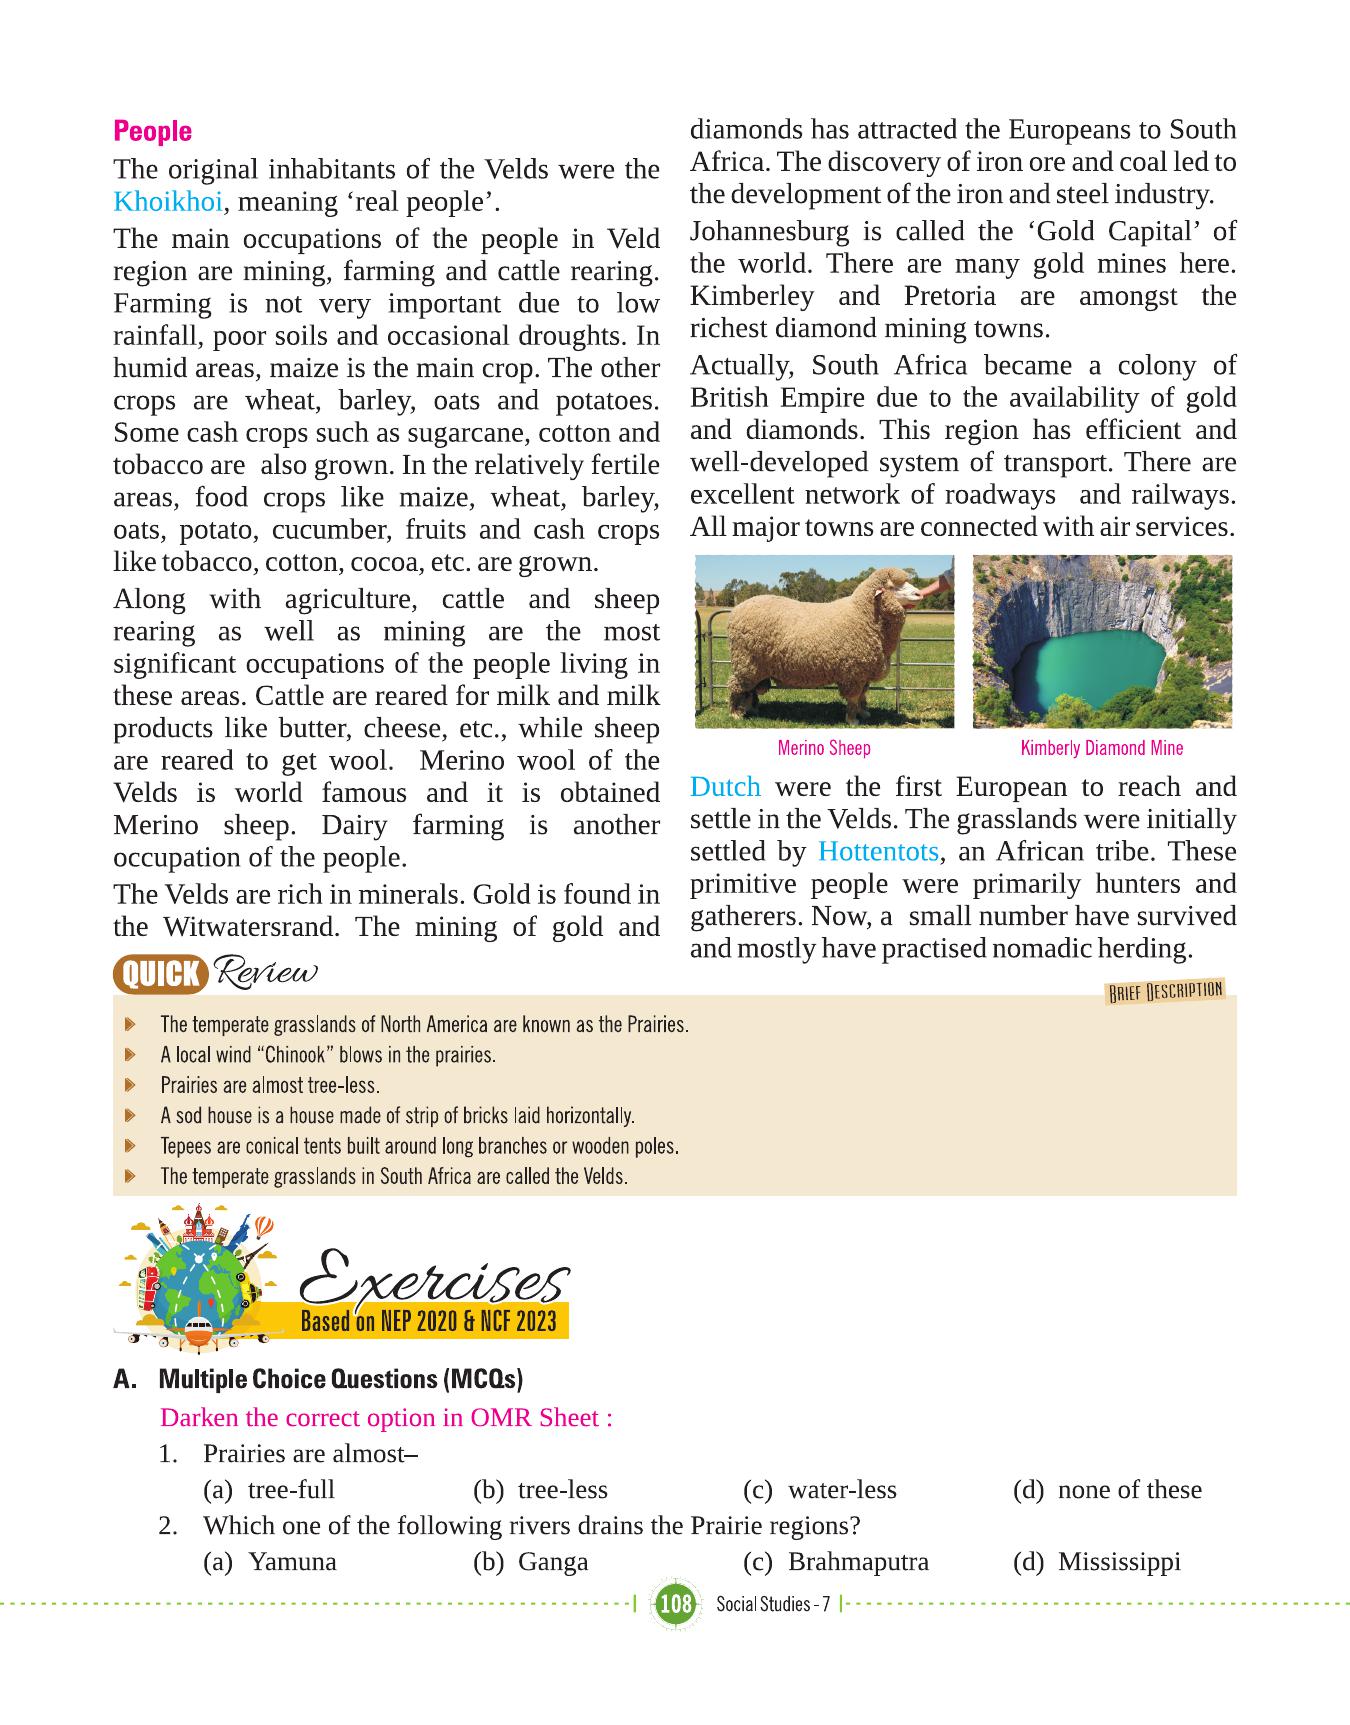 People
The original inhabitants of the Velds were the
Khoikhoi, meaning ‘real people’.
The main occupations of the people in Veld
region are mining, farming and cattle rearing.
Farming is not very important due to low
rainfall, poor soils and occasional droughts. In
humid areas, maize is the main crop. The other
crops are wheat, barley, oats and potatoes.
Some cash crops such as sugarcane, cotton and
tobacco are also grown. In the relatively fertile
areas, food crops like maize, wheat, barley,
oats, potato, cucumber, fruits and cash crops
like tobacco, cotton, cocoa, etc. are grown.
Along with agriculture, cattle and sheep
rearing as well as mining are the most
significant occupations of the people living in
these areas. Cattle are reared for milk and milk
products like butter, cheese, etc., while sheep
are reared to get wool. Merino wool of the
Velds is world famous and it is obtained
Merino sheep. Dairy farming is another
occupation of the people.
The Velds are rich in minerals. Gold is found in
the Witwatersrand. The mining of gold and
diamonds has attracted the Europeans to South
Africa. The discovery of iron ore and coal led to
the development of the iron and steel industry.
Johannesburg is called the ‘Gold Capital’ of
the world. There are many gold mines here.
Kimberley and Pretoria are amongst the
richest diamond mining towns.
Actually, South Africa became a colony of
British Empire due to the availability of gold
and diamonds. This region has efficient and
well-developed system of transport. There are
excellent network of roadways and railways.
All major towns are connected with air services.
Merino Sheep
Kimberly Diamond Mine
Dutch were the first European to reach and
settle in the Velds. The grasslands were initially
settled by Hottentots, an African tribe. These
primitive people were primarily hunters and
gatherers. Now, a small number have survived
and mostly have practised nomadic herding.
QUICK Review
BRIEF DESCRIPTION
The temperate grasslands of North America are known as the Prairies.
A local wind “Chinook” blows in the prairies.
Prairies are almost tree-less.
A sod house is a house made of strip of bricks laid horizontally.
Tepees are conical tents built around long branches or wooden poles.
The temperate grasslands in South Africa are called the Velds.
Exercises
Based on NEP 2020 & NCF 2023
A. Multiple Choice Questions (MCQs)
Darken the correct option in OMR Sheet :
1. Prairies are almost–
(a) tree-full (b) tree-less (c) water-less (d) none of these
2. Which one of the following rivers drains the Prairie regions?
(a) Yamuna (b) Ganga (c) Brahmaputra (d) Mississippi
108 Social Studies - 7